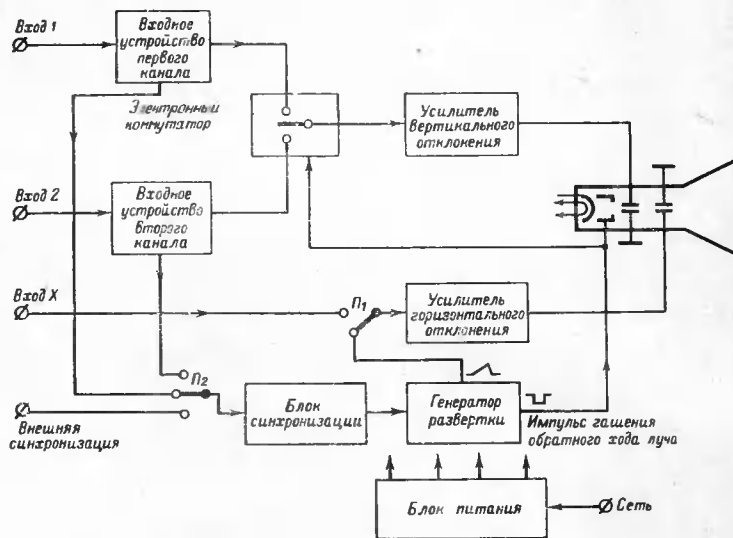 Вход 1
Входное
устройство
первого
канала
Электронный
коммутатор
Усилитель
вертикального
отклонения
Вход 2
Входное
устройство
второго
канала
Вход X
П1
Усилитель
горизонтального
отклонения
П2
Внешняя
синхронизация
Блок
синхронизации
Генератор
развертки
Импульс гашения
обратного хода луча
Блок питания
Сеть